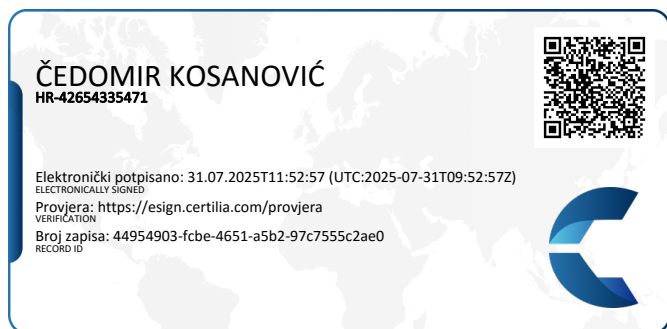 ČEDOMIR KOSANOVIĆ
HR-42654335471
Elektronički potpisano: 31.07.2025T11:52:57 (UTC:2025-07-31T09:52:57Z)
ELECTRONICALLY SIGNED
Provjera: https://esign.certilia.com/provjera
VERIFICATION
Broj zapisa: 44954903-fcbe-4651-a5b2-97c7555c2ae0
RECORD ID